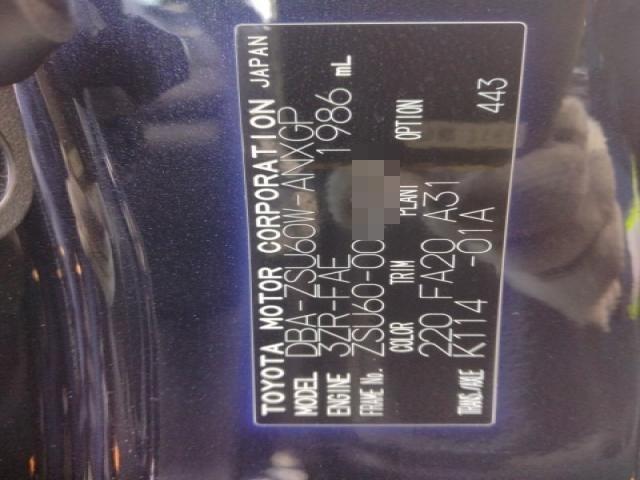 TOYOTA MOTOR CORPORATION JAPAN
MODEL DBA-ZSU60W-ANXGP
ENGINE 3ZR-FAE 1986 mL
FRAME No. ZSU60-00
COLOR TRIM PLANT OPTION
220 FA20 A31 443
TRANS/AXLE K114 -01A